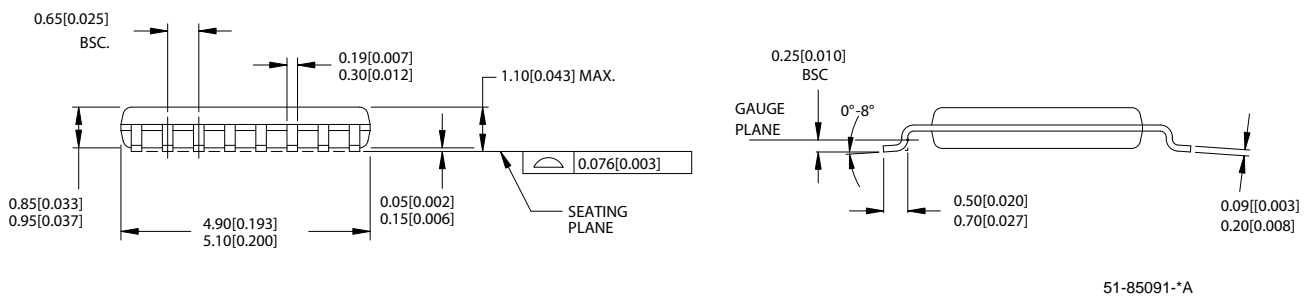 0.65[0.025]
BSC.
0.19[0.007]
0.30[0.012]
1.10[0.043] MAX.
0.85[0.033]
0.95[0.037]
4.90[0.193]
5.10[0.200]
0.05[0.002]
0.15[0.006]
0.076[0.003]
SEATING
PLANE
0.25[0.010]
BSC
GAUGE
PLANE
0°-8°
0.50[0.020]
0.70[0.027]
0.09[[0.003]
0.20[0.008]
51-85091-*A